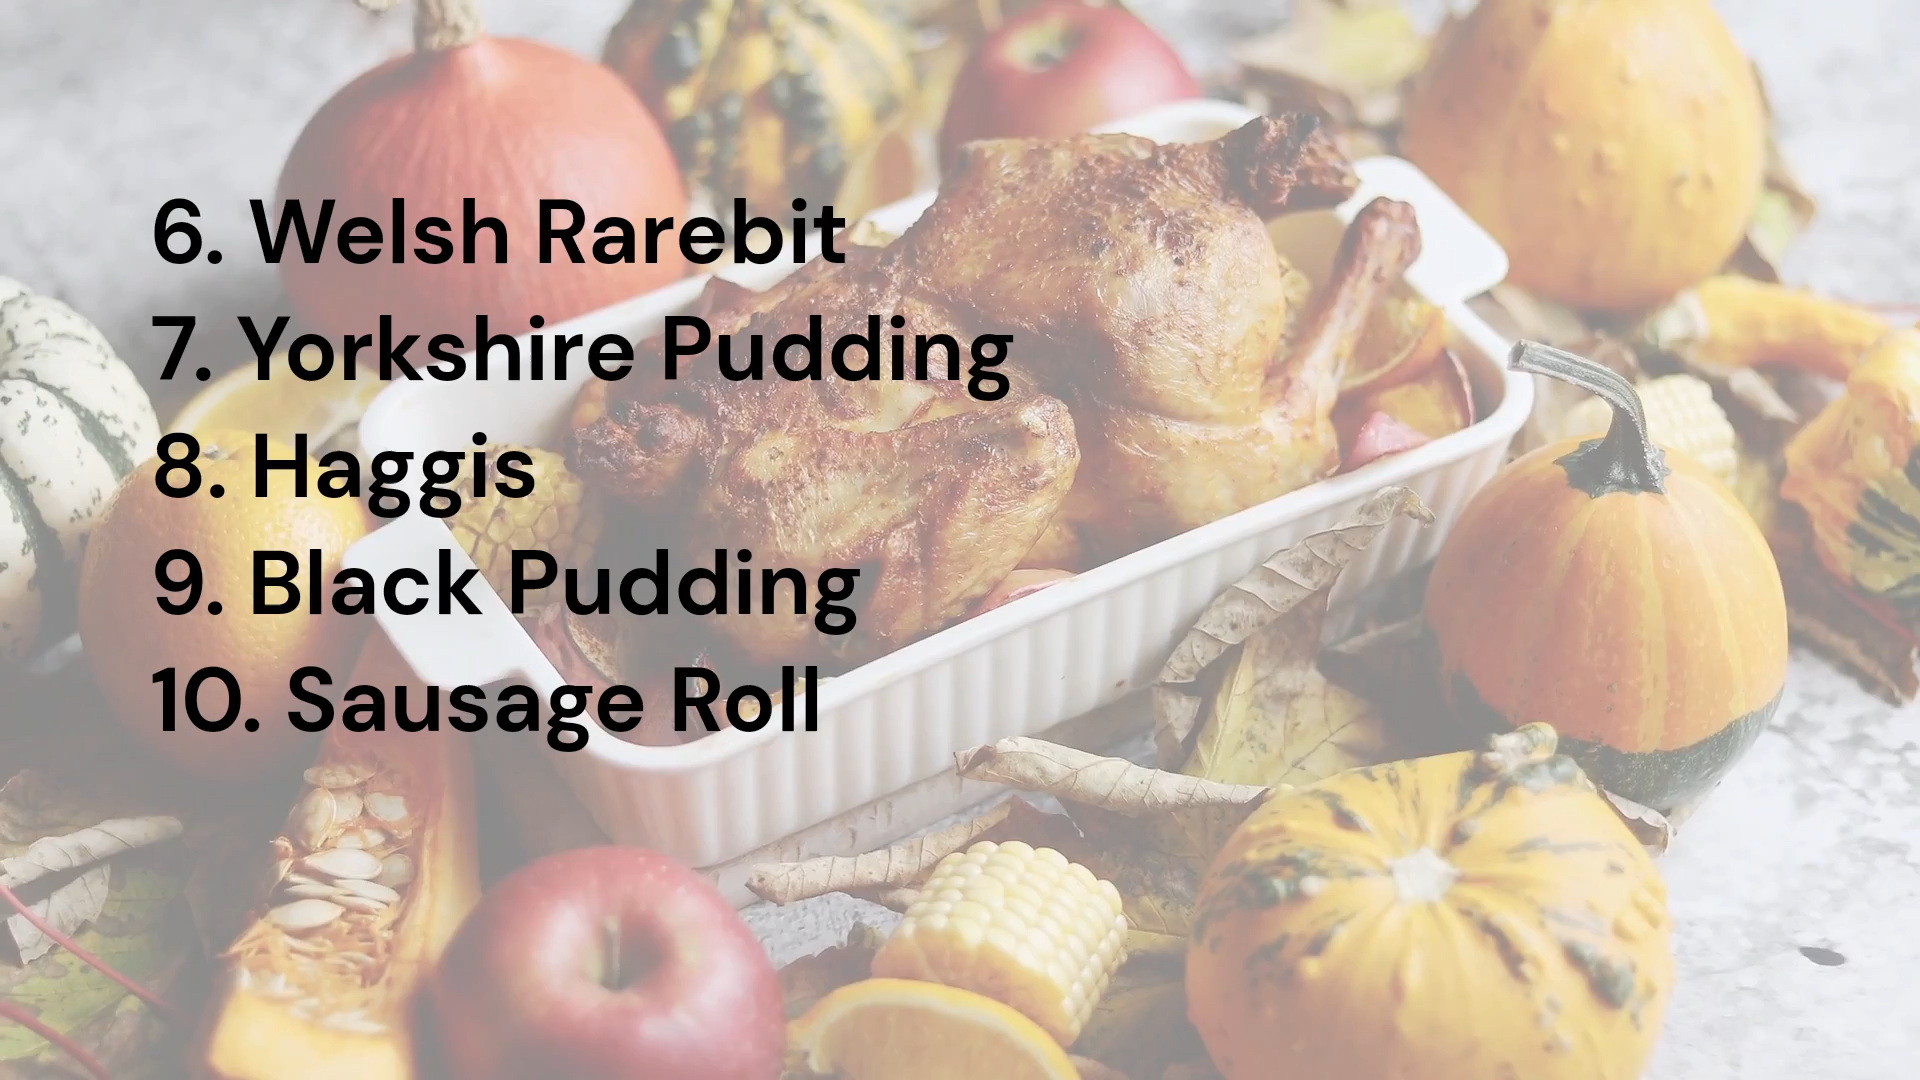 6. Welsh Rarebit
7. Yorkshire Pudding
8. Haggis
9. Black Pudding
10. Sausage Roll